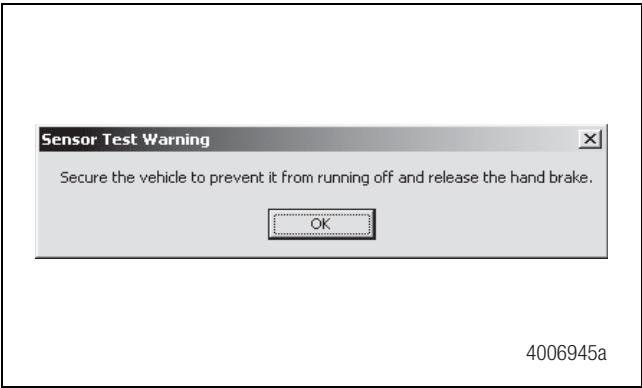 Sensor Test Warning
Secure the vehicle to prevent it from running off and release the hand brake.
OK
4006945a